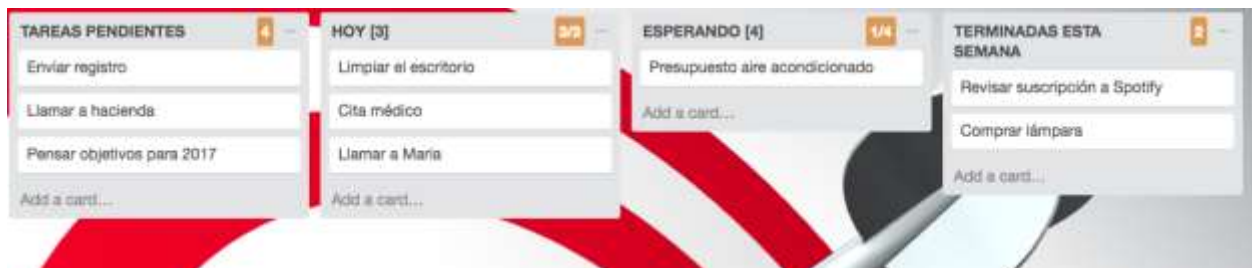 TAREAS PENDIENTES 4
Enviar registro
Llamar a hacienda
Pensar objetivos para 2017
Add a card...
HOY [3] 3/3
Limpiar el escritorio
Cita médico
Llamar a Maria
Add a card...
ESPERANDO [4] 1/4
Presupuesto aire acondicionado
Add a card...
TERMINADAS ESTA 2
SEMANA
Revisar suscripción a Spotify
Comprar lámpara
Add a card...